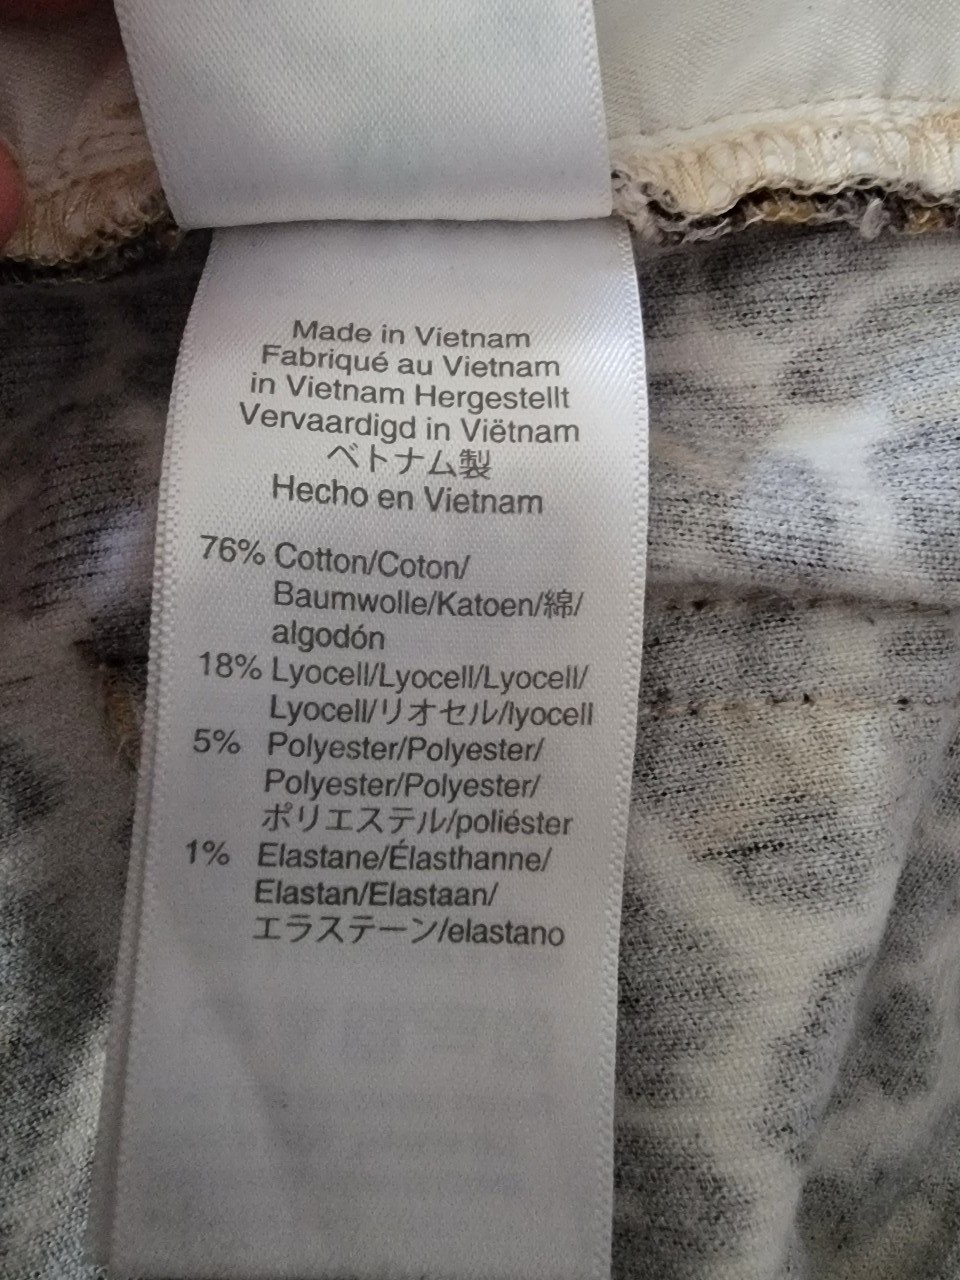 Made in Vietnam
Fabriqué au Vietnam
in Vietnam Hergestellt
Vervaardigd in Viëtnam
ベトナム製
Hecho en Vietnam
76% Cotton/Coton/
Baumwolle/Katoen/綿/
algodón
18% Lyocell/Lyocell/Lyocell/
Lyocell/リオセル/lyocell
5% Polyester/Polyester/
Polyester/Polyester/
ポリエステル/poliéster
1% Elastane/Élasthanne/
Elastan/Elastaan/
エラステーン/elastano